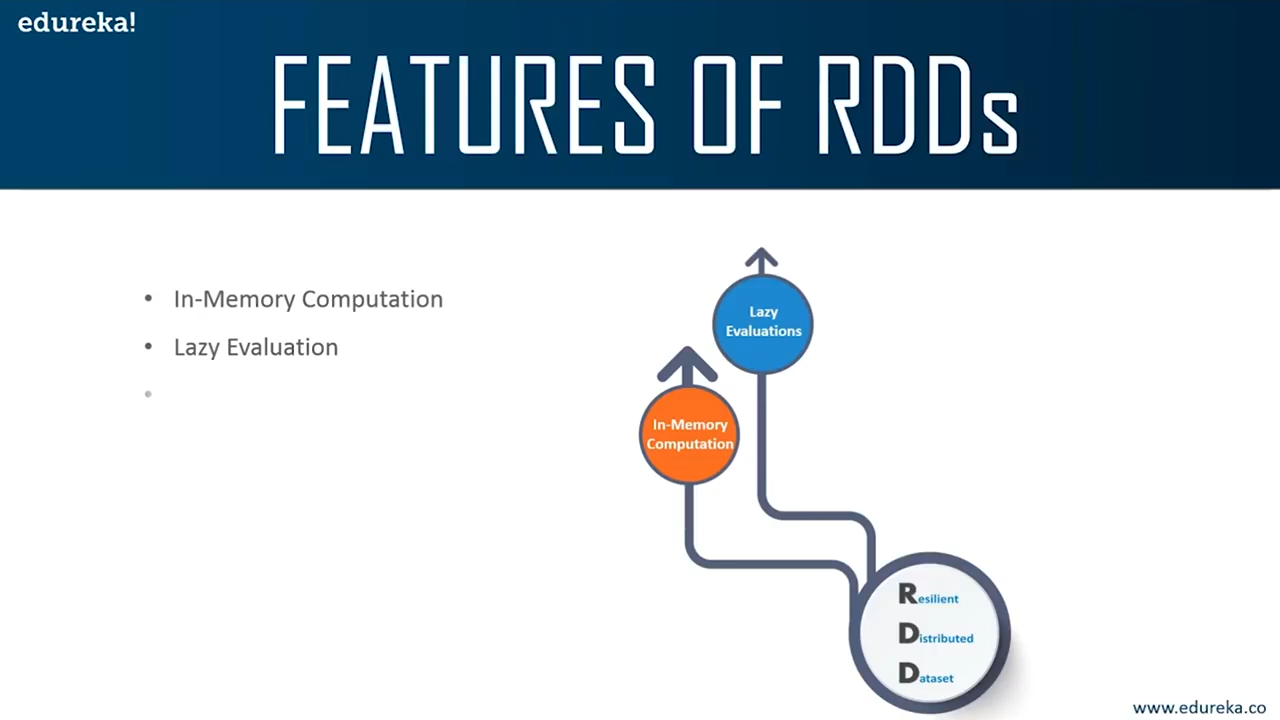 edureka!
FEATURES OF RDDs
• In-Memory Computation
• Lazy Evaluation
•
Lazy
Evaluations
In-Memory
Computation
Resilient
Distributed
Dataset
www.edureka.co